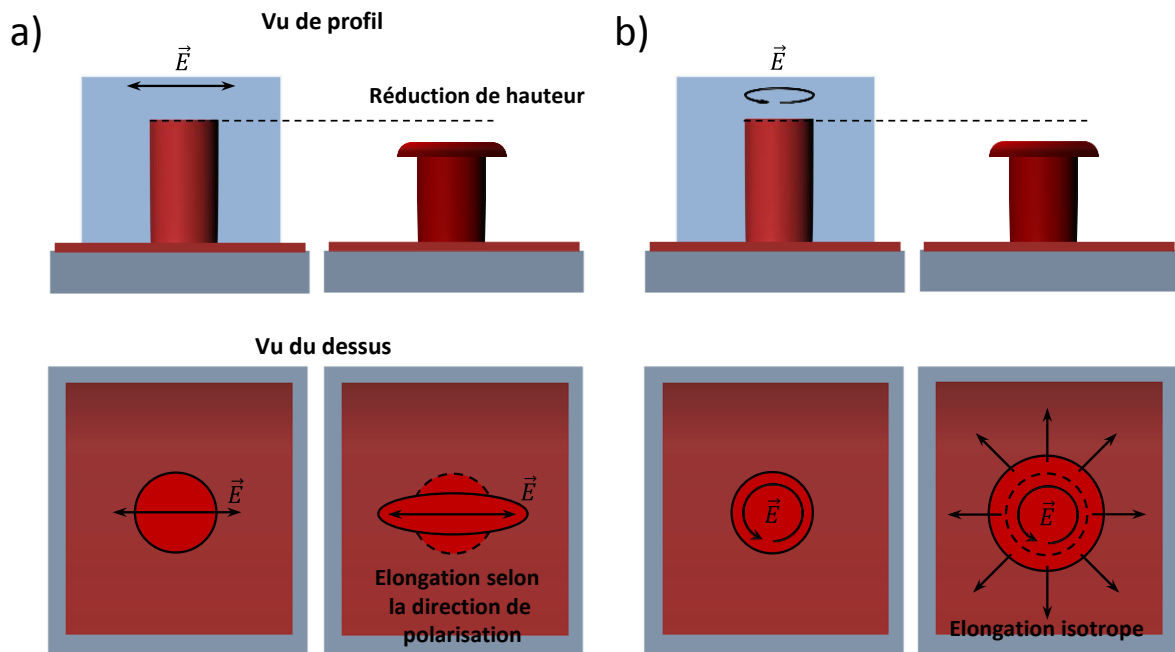 a)
Vu de profil
b)
E⃗
E⃗
Réduction de hauteur
Vu du dessus
E⃗
E⃗
E⃗
E⃗
Elongation selon
la direction de
polarisation
Elongation isotrope